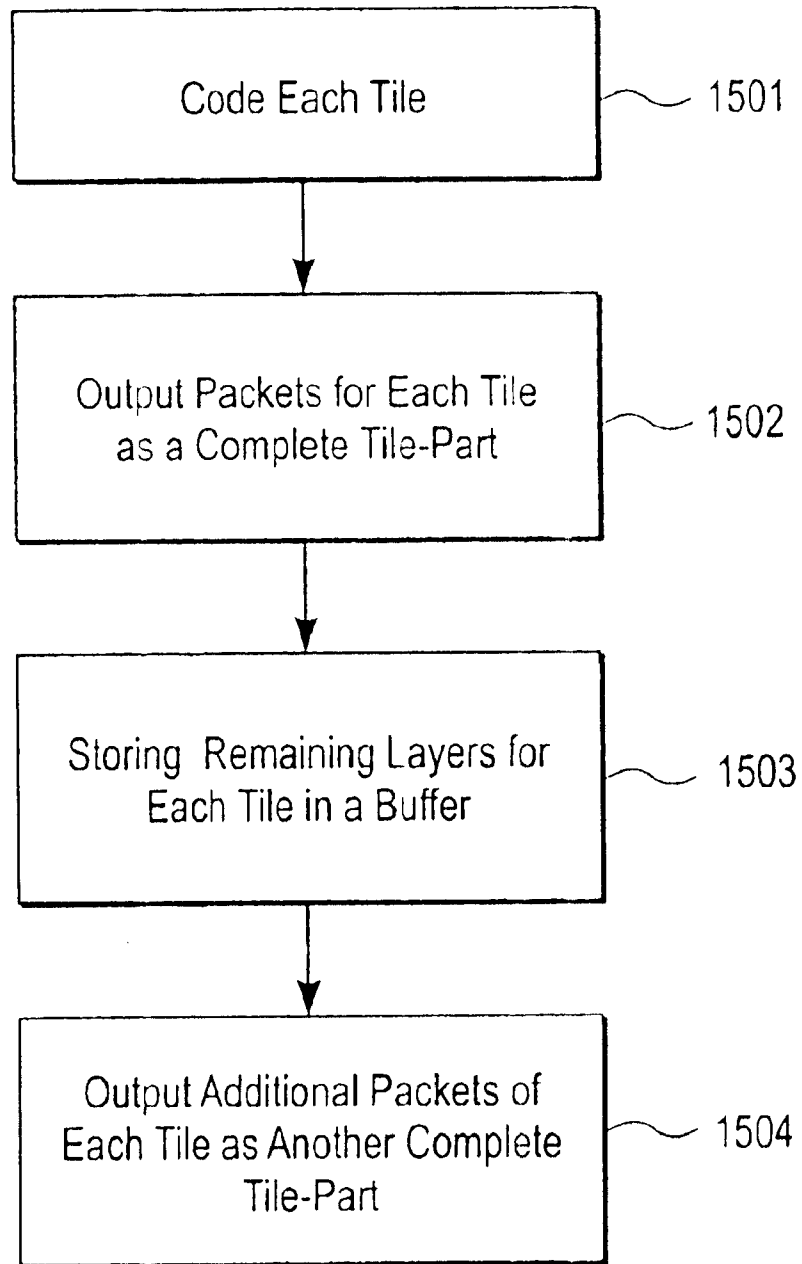 Code Each Tile
1501
Output Packets for Each Tile
as a Complete Tile-Part
1502
Storing Remaining Layers for
Each Tile in a Buffer
1503
Output Additional Packets of
Each Tile as Another Complete
Tile-Part
1504